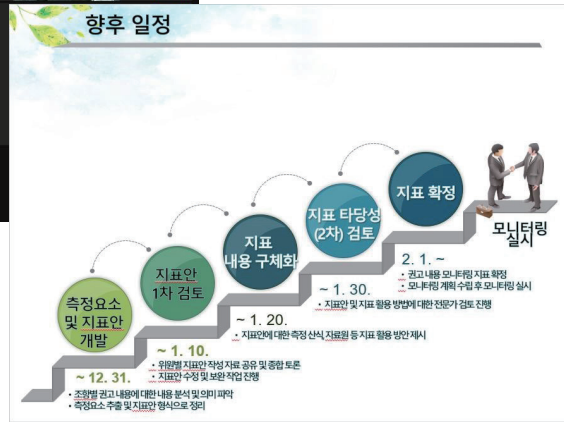 향후 일정
측정요소
및 지표안
개발
지표안
1차 검토
지표
내용 구체화
지표 타당성
(2차) 검토
지표 확정
모니터링
실시
~ 12. 31.
• 조항별 권고 내용에 대한 내용 분석 및 의미 파악
• 측정요소 추출 및 지표안 형식으로 정리
~ 1. 10.
• 위원별 지표안 작성 자료 공유 및 종합 토론
• 지표안 수정 및 보완 작업 진행
~ 1. 20.
• 지표안에 대한 측정 산식, 자료원 등 지표 활용 방안 제시
~ 1. 30.
• 지표안 및 지표 활용 방법에 대한 전문가 검토 진행
2. 1. ~
• 권고 내용 모니터링 지표 확정
• 모니터링 계획 수립 후 모니터링 실시